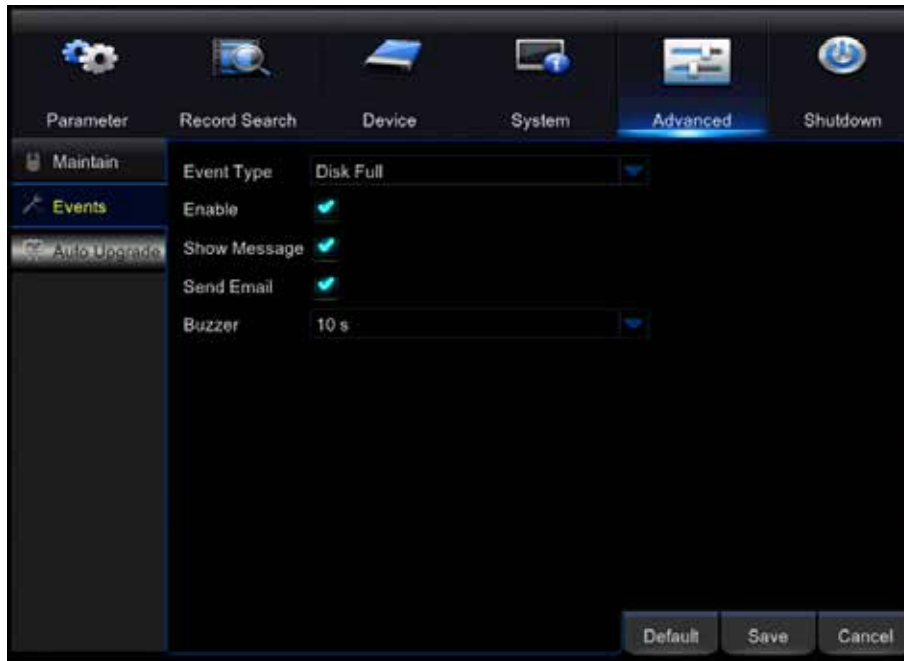 Parameter Record Search Device System Advanced Shutdown
Maintain
Events
Auto Upgrade
Event Type Disk Full
Enable
Show Message
Send Email
Buzzer 10 s
Default Save Cancel